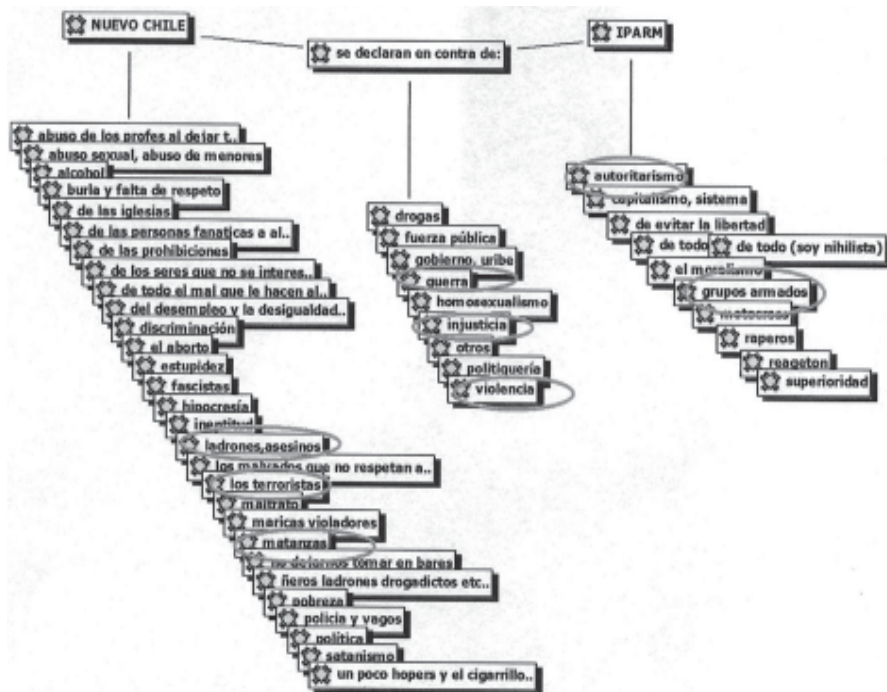 NUEVO CHILE
se declaran en contra de:
IPARM
abuso de los profes al dejar t..
abuso sexual, abuso de menores
alcohol
burla y falta de respeto
de las iglesias
de las personas fanaticas a al..
de las prohibiciones
de los seres que no se interes..
de todo el mal que le hacen al..
del desempleo y la desigualdad..
discriminación
el aborto
estupidez
fascistas
hipocresía
ineptitud
ladrones,asesinos
los malvados que no respetan a..
los terroristas
maltrato
maricas violadores
matanzas
no dejarnos tomar en bares
ñeros ladrones drogadictos etc..
pobreza
policia y vagos
política
satanismo
un poco hopers y el cigarrillo..
drogas
fuerza pública
gobierno, uribe
guerra
homosexualismo
injusticia
otros
politiquería
violencia
autoritarismo
capitalismo, sistema
de evitar la libertad
de todo
de todo (soy nihilista)
el moralismo
grupos armados
motocross
raperos
reageton
superioridad